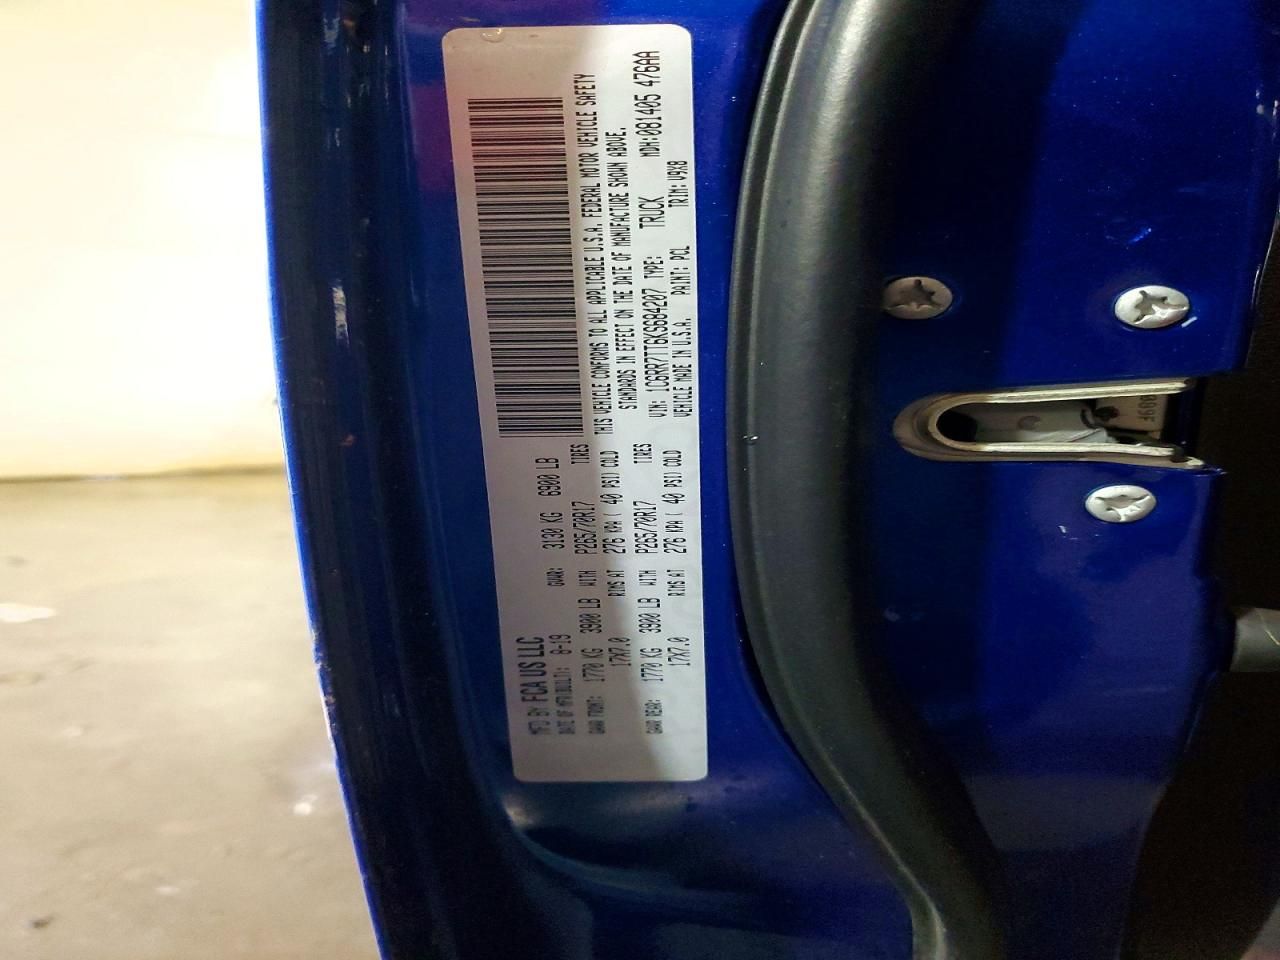 MFD BY FCA US LLC
DATE OF MFR(BUILT): 8-19 GVWR: 3130 KG 6900 LB
GAWR FRONT: 1770 KG 3900 LB WITH P265/70R17 TIRES
17X7.0 RIMS AT 276 KPA ( 40 PSI) COLD
GAWR REAR: 1770 KG 3900 LB WITH P265/70R17 TIRES
17X7.0 RIMS AT 276 KPA ( 40 PSI) COLD
THIS VEHICLE CONFORMS TO ALL APPLICABLE U.S.A. FEDERAL MOTOR VEHICLE SAFETY
STANDARDS IN EFFECT ON THE DATE OF MANUFACTURE SHOWN ABOVE.
VIN: 1C6RR7TT6KS684207 TYPE: TRUCK MDH:081405 476AA
VEHICLE MADE IN U.S.A. PAINT: PCL TRIM: V9X8